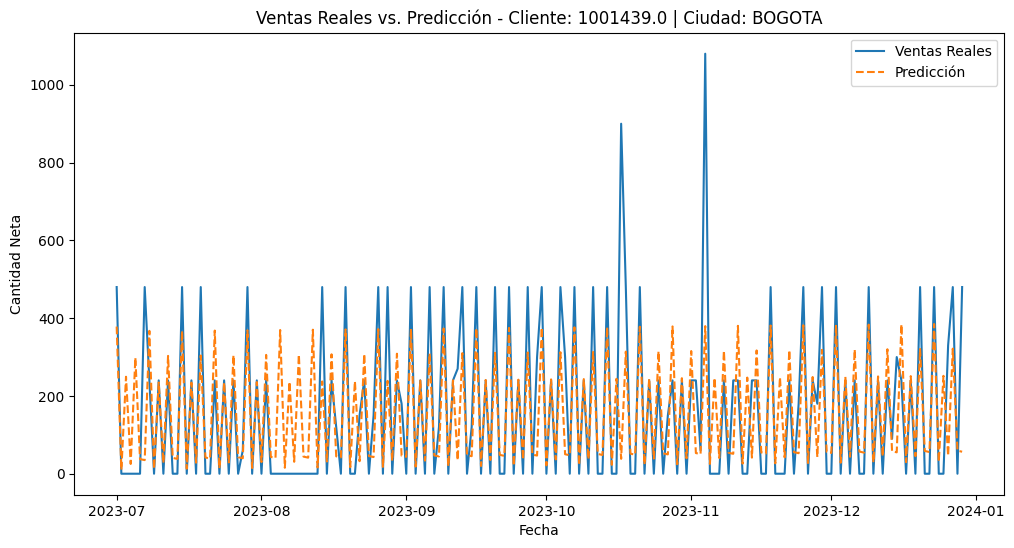 Ventas Reales vs. Predicción - Cliente: 1001439.0 | Ciudad: BOGOTA
Ventas Reales
Predicción
Cantidad Neta
1000
800
600
400
200
0
2023-07
2023-08
2023-09
2023-10
2023-11
2023-12
2024-01
Fecha